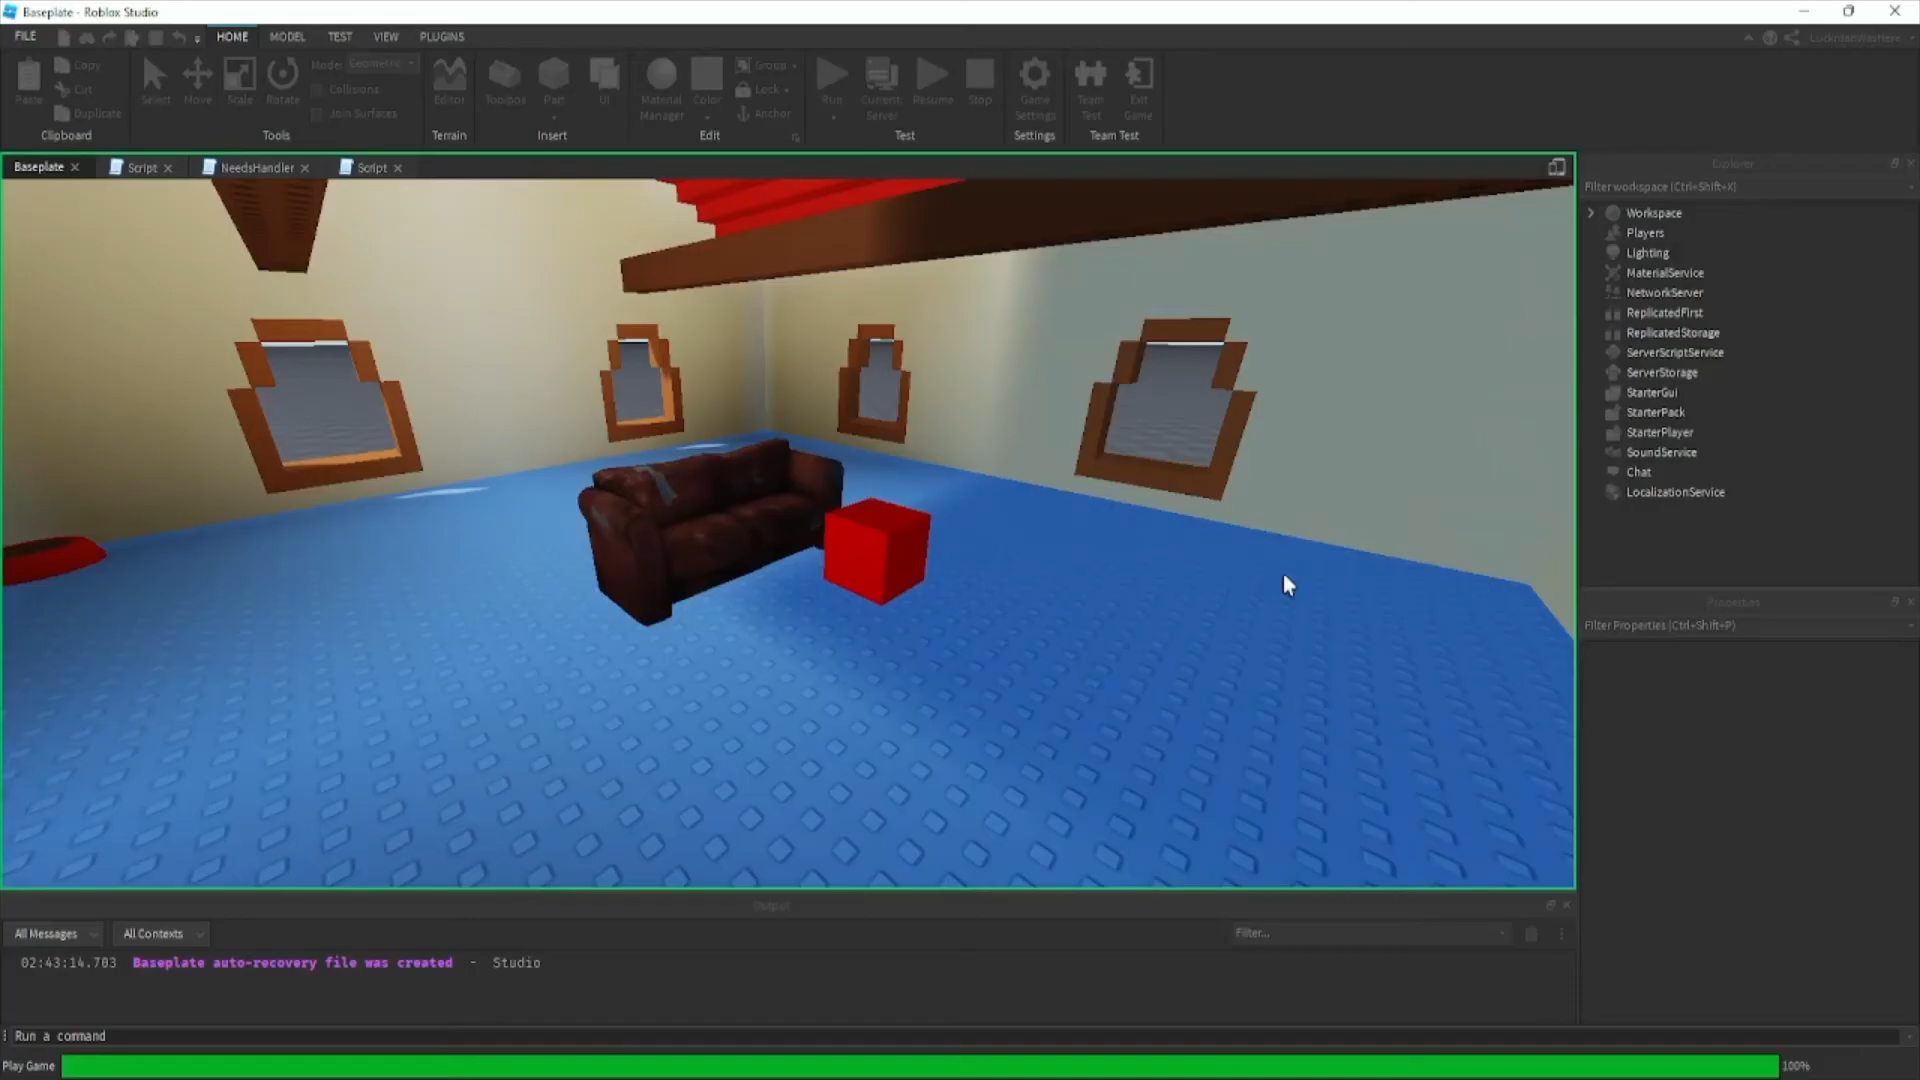 Baseplate - Roblox Studio
FILE HOME MODEL TEST VIEW PLUGINS
Copy
Cut
Duplicate
Paste
Clipboard
Select Move Scale Rotate
Mode: Geometric
Collisions
Join Surfaces
Tools
Editor
Terrain
Toolbox Part UI
Insert
Material Manager
Color
Group
Lock
Anchor
Edit
Run
Current: Server
Resume Stop
Test
Game Settings
Settings
Team Test
Exit Game
Team Test
Baseplate Script NeedsHandler Script
Explorer
Filter workspace (Ctrl+Shift+X)
Workspace
Players
Lighting
MaterialService
NetworkServer
ReplicatedFirst
ReplicatedStorage
ServerScriptService
ServerStorage
StarterGui
StarterPack
StarterPlayer
SoundService
Chat
LocalizationService
Properties
Filter Properties (Ctrl+Shift+P)
Output
All Messages All Contexts Filter...
02:43:14.703 Baseplate auto-recovery file was created - Studio
Run a command
Play Game 100%